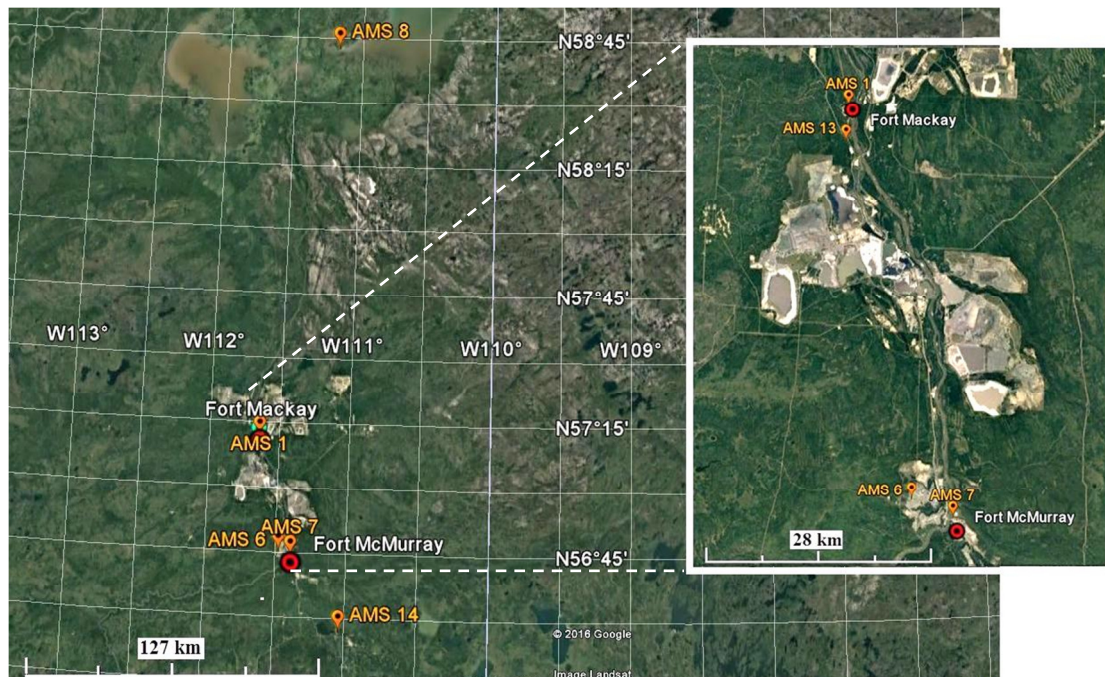 AMS 8
N58°45'
N58°15'
N57°45'
W113°
W112°
W111°
W110°
W109°
Fort Mackay
AMS 1
N57°15'
AMS 7
AMS 6
Fort McMurray
N56°45'
AMS 14
127 km
© 2016 Google
Image Landsat
AMS 1
Fort Mackay
AMS 13
AMS 6
AMS 7
Fort McMurray
28 km